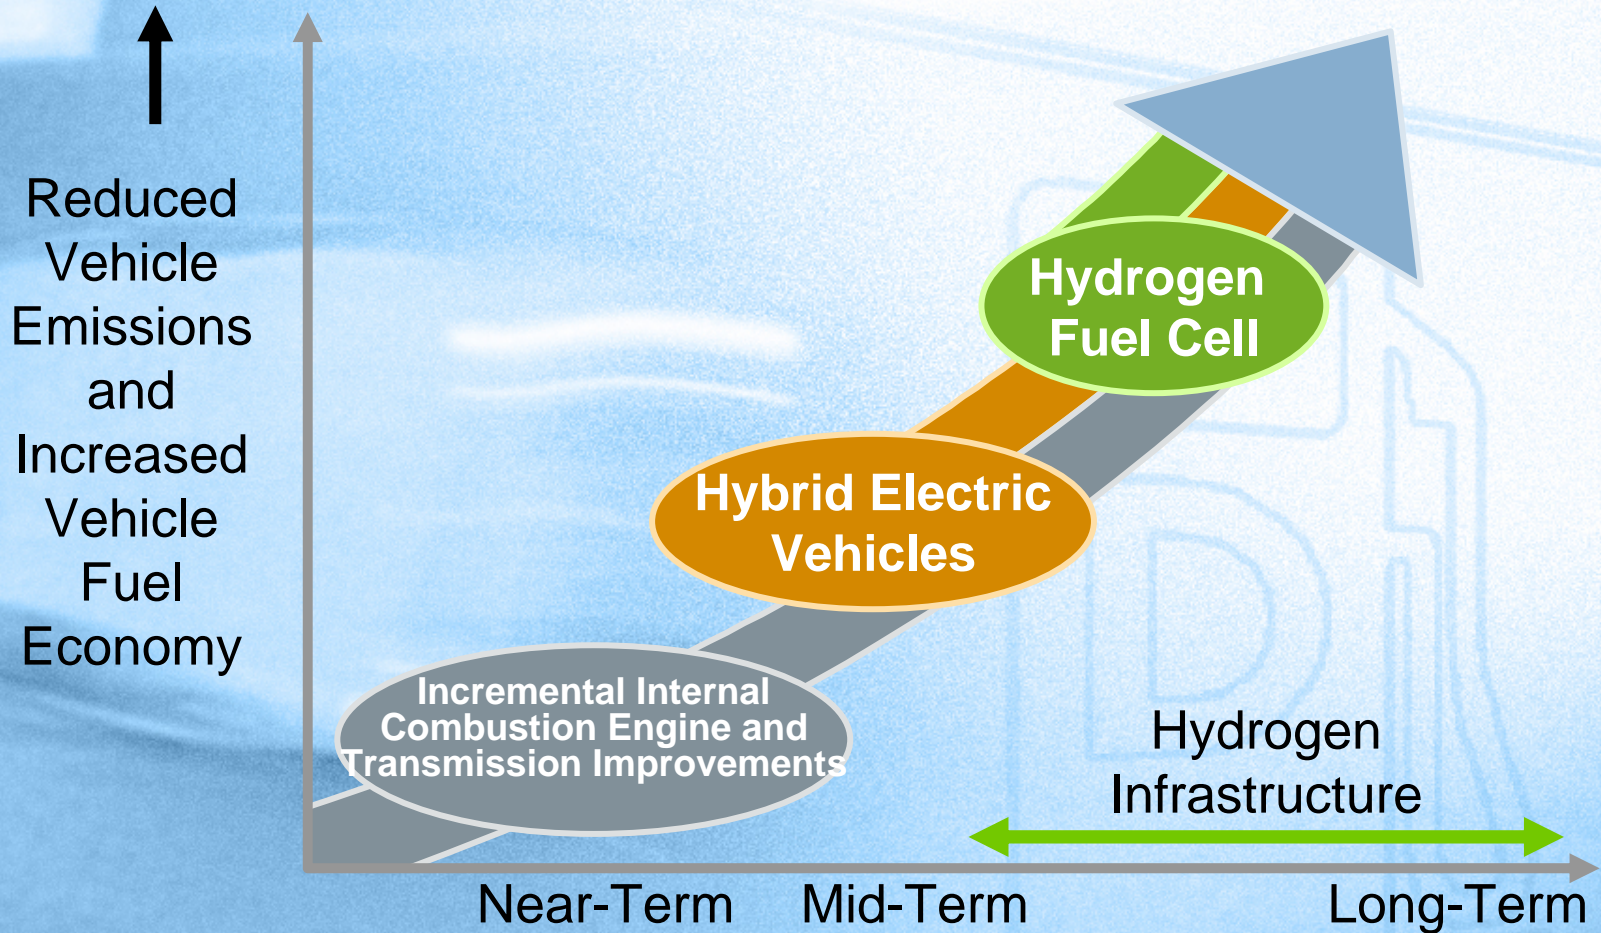 Reduced
Vehicle
Emissions
and
Increased
Vehicle
Fuel
Economy
Hydrogen
Fuel Cell
Hybrid Electric
Vehicles
Incremental Internal
Combustion Engine and
Transmission Improvements
Hydrogen
Infrastructure
Near-Term
Mid-Term
Long-Term